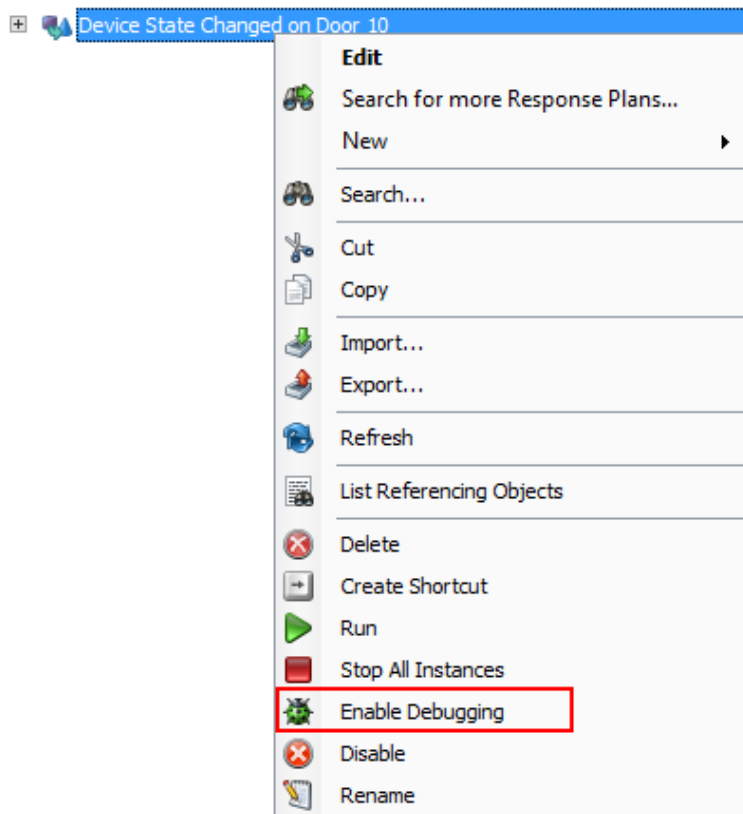 Device State Changed on Door 10
Edit
Search for more Response Plans...
New
Search...
Cut
Copy
Import...
Export...
Refresh
List Referencing Objects
Delete
Create Shortcut
Run
Stop All Instances
Enable Debugging
Disable
Rename